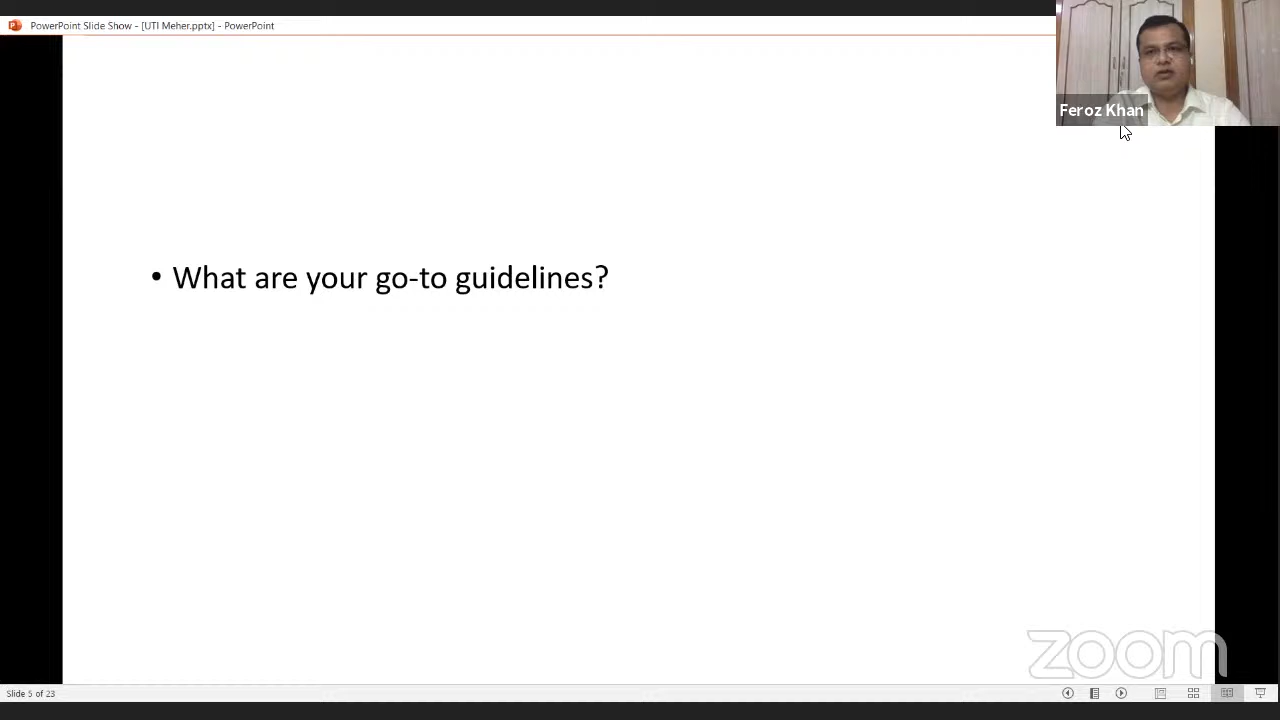 PowerPoint Slide Show - [UTI Meher.pptx] - PowerPoint
Feroz Khan
• What are your go-to guidelines?
zoom
Slide 5 of 23